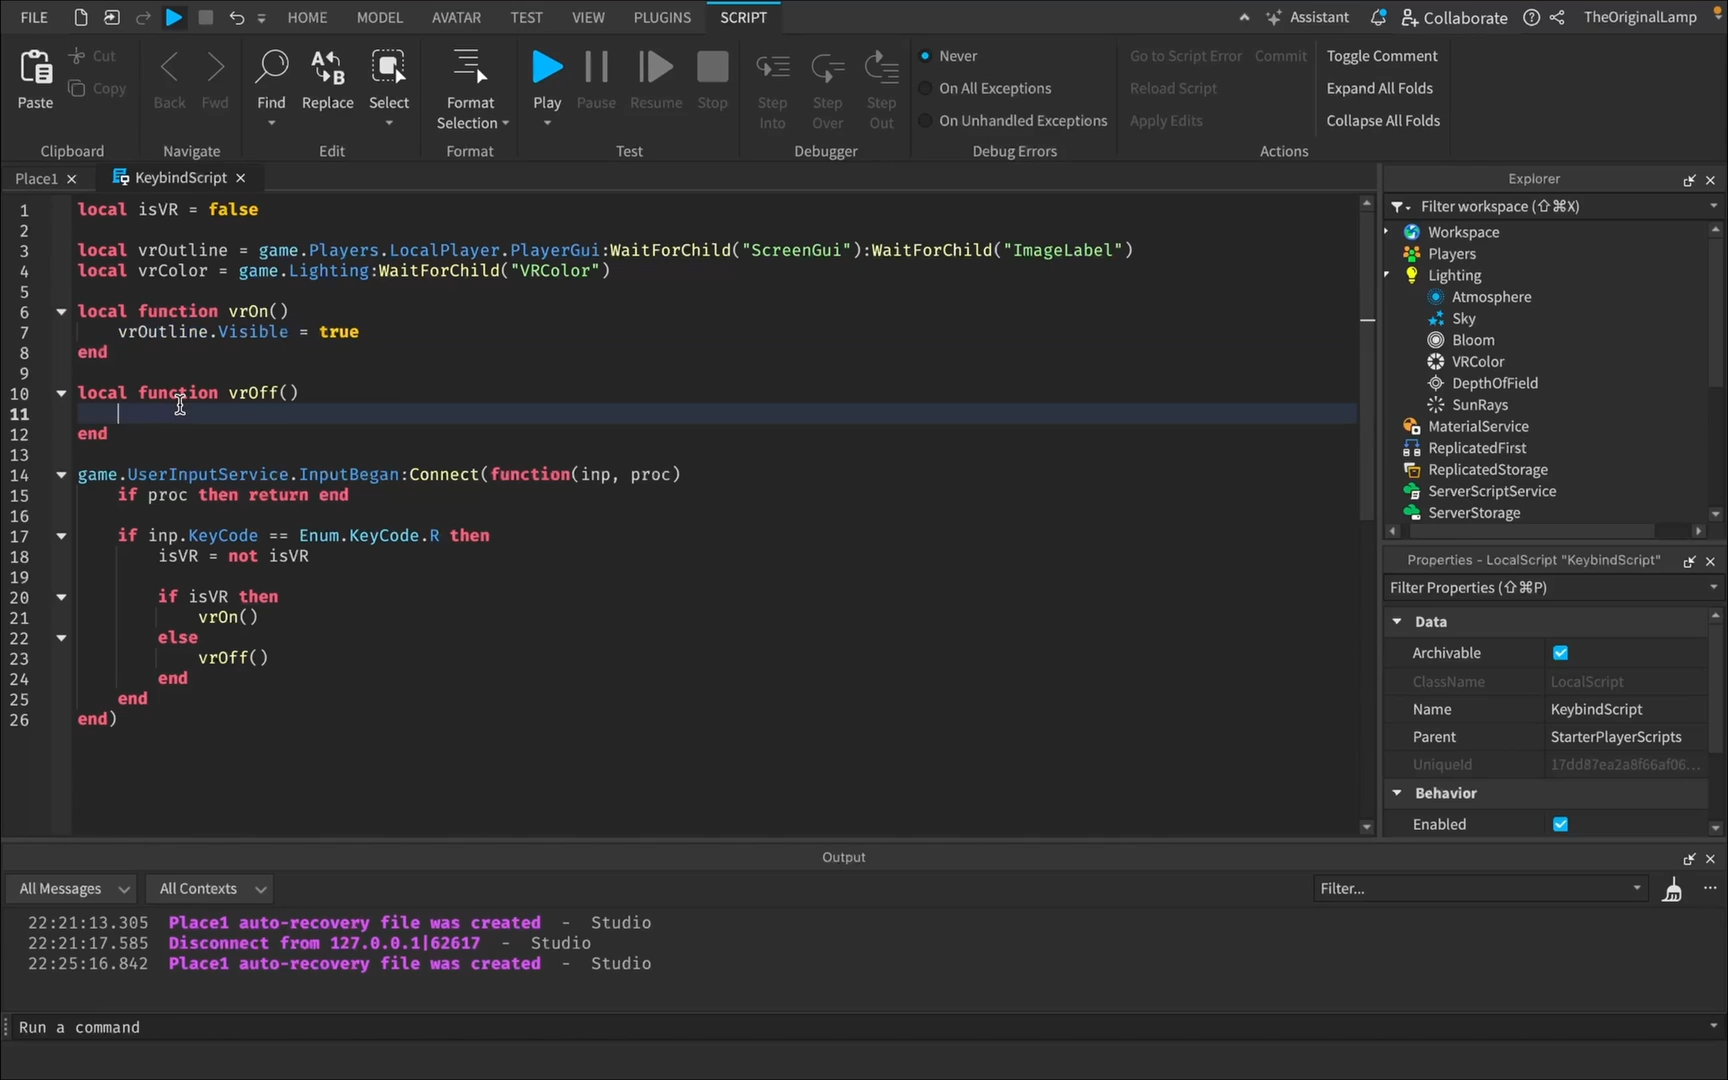 FILE HOME MODEL AVATAR TEST VIEW PLUGINS SCRIPT Assistant Collaborate TheOriginalLamp
Paste Cut Copy
Back Fwd
Find Replace Select
Format Selection
Play Pause Resume Stop
Step Into Step Over Step Out
Never
On All Exceptions
On Unhandled Exceptions
Go to Script Error Commit
Reload Script
Apply Edits
Toggle Comment
Expand All Folds
Collapse All Folds
Clipboard Navigate Edit Format Test Debugger Debug Errors Actions
Place1 KeybindScript
1 local isVR = false
2
3 local vrOutline = game.Players.LocalPlayer.PlayerGui:WaitForChild("ScreenGui"):WaitForChild("ImageLabel")
4 local vrColor = game.Lighting:WaitForChild("VRColor")
5
6 local function vrOn()
7 vrOutline.Visible = true
8 end
9
10 local function vrOff()
11
12 end
13
14 game.UserInputService.InputBegan:Connect(function(inp, proc)
15 if proc then return end
16
17 if inp.KeyCode == Enum.KeyCode.R then
18 isVR = not isVR
19
20 if isVR then
21 vrOn()
22 else
23 vrOff()
24 end
25 end
26 end)
Explorer
Filter workspace (⇧⌘X)
Workspace
Players
Lighting
Atmosphere
Sky
Bloom
VRColor
DepthOfField
SunRays
MaterialService
ReplicatedFirst
ReplicatedStorage
ServerScriptService
ServerStorage
Properties - LocalScript "KeybindScript"
Filter Properties (⇧⌘P)
Data
Archivable
ClassName LocalScript
Name KeybindScript
Parent StarterPlayerScripts
UniqueId 17dd87ea2a8f66af06...
Behavior
Enabled
Output
All Messages All Contexts Filter...
22:21:13.305 Place1 auto-recovery file was created - Studio
22:21:17.585 Disconnect from 127.0.0.1|62617 - Studio
22:25:16.842 Place1 auto-recovery file was created - Studio
Run a command